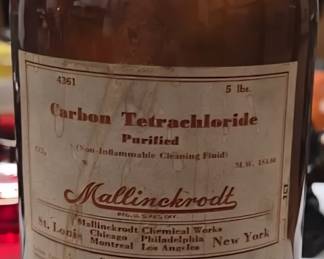 4361 5 lbs.
Carbon Tetrachloride
Purified
(Non-Inflammable Cleaning Fluid)
CCl₄ M.W. 153.84
Mallinckrodt
Mallinckrodt Chemical Works
St. Louis Chicago Philadelphia New York
Montreal Los Angeles